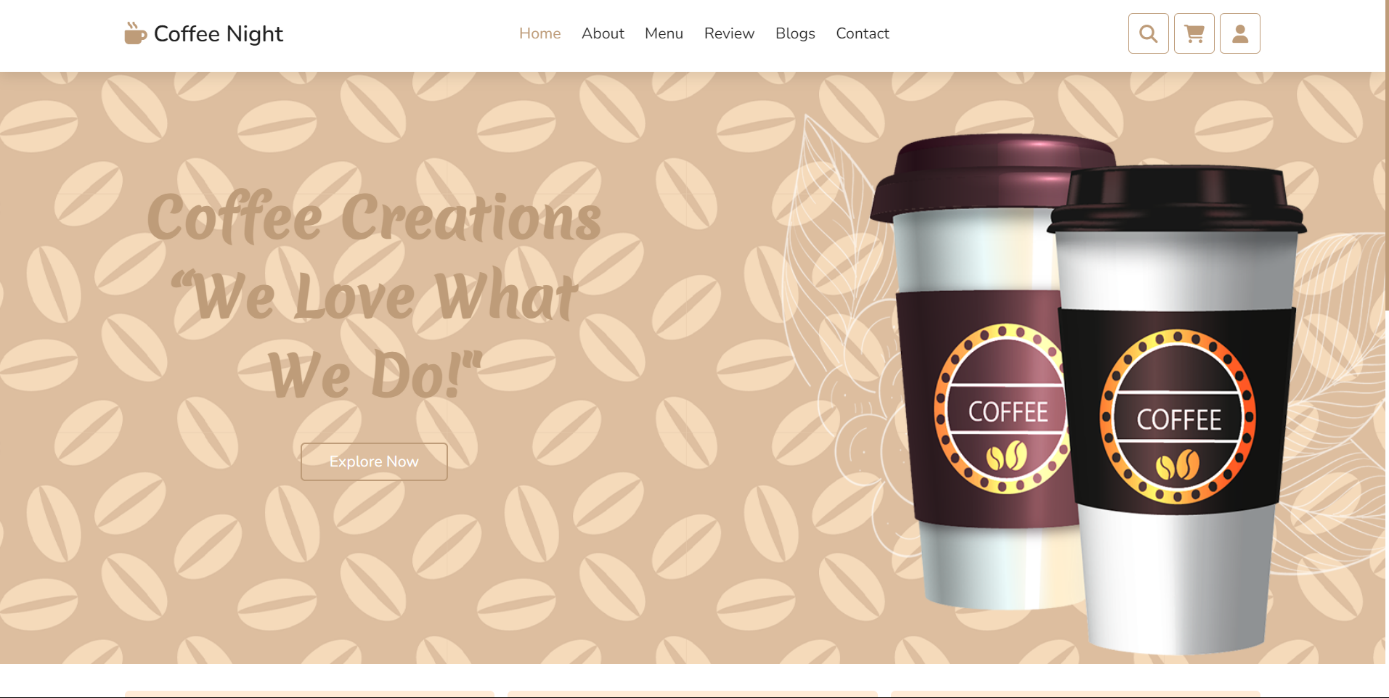 Coffee Night
Home About Menu Review Blogs Contact
Coffee Creations
“We Love What
We Do!“
Explore Now
COFFEE
COFFEE